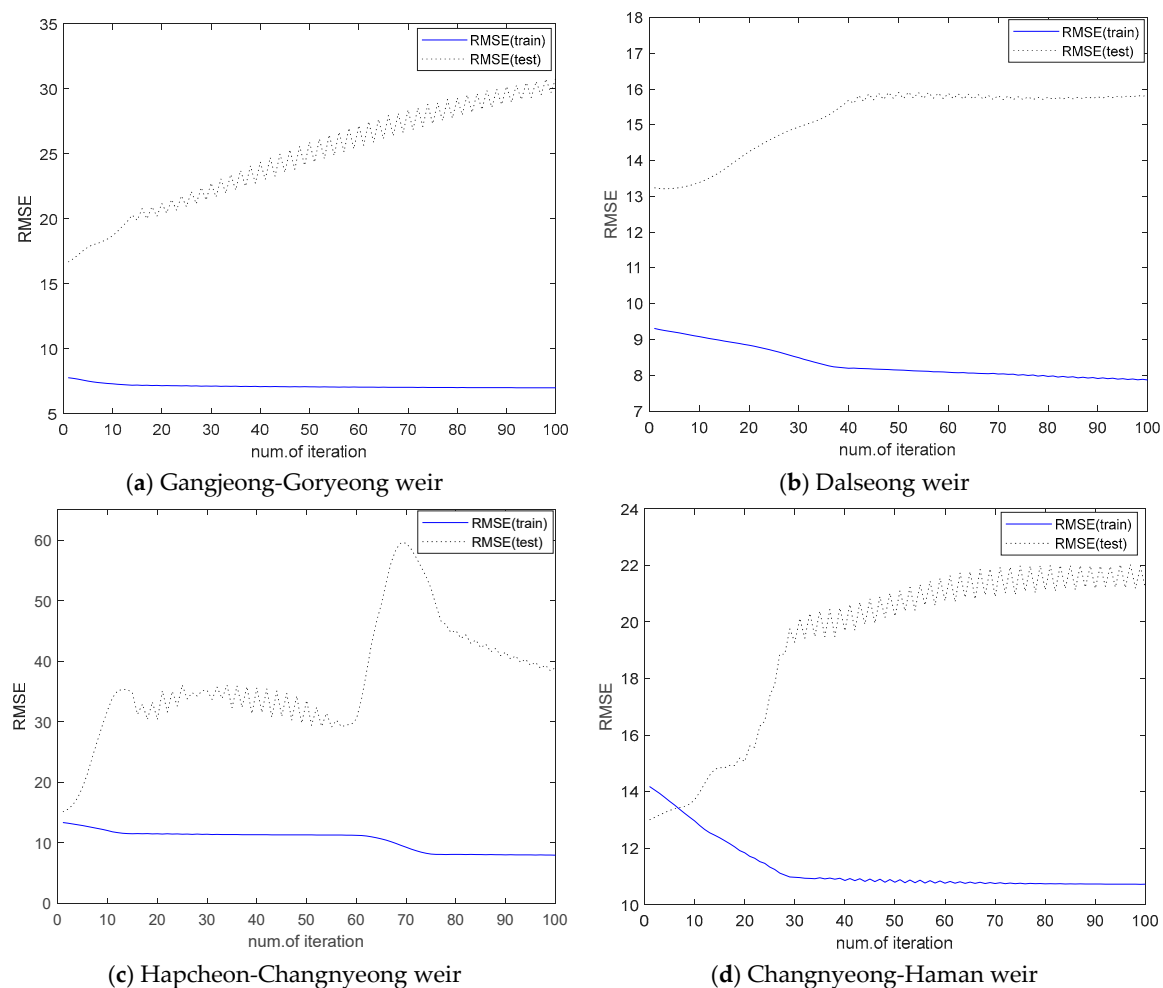 35
30
25
20
15
10
5
RMSE
RMSE(train)
RMSE(test)
0 10 20 30 40 50 60 70 80 90 100
num.of iteration
(a) Gangjeong-Goryeong weir
18
17
16
15
14
13
12
11
10
9
8
7
RMSE
RMSE(train)
RMSE(test)
0 10 20 30 40 50 60 70 80 90 100
num.of iteration
(b) Dalseong weir
60
50
40
30
20
10
0
RMSE
RMSE(train)
RMSE(test)
0 10 20 30 40 50 60 70 80 90 100
num.of iteration
(c) Hapcheon-Changnyeong weir
24
22
20
18
16
14
12
10
RMSE
RMSE(train)
RMSE(test)
0 10 20 30 40 50 60 70 80 90 100
num.of iteration
(d) Changnyeong-Haman weir